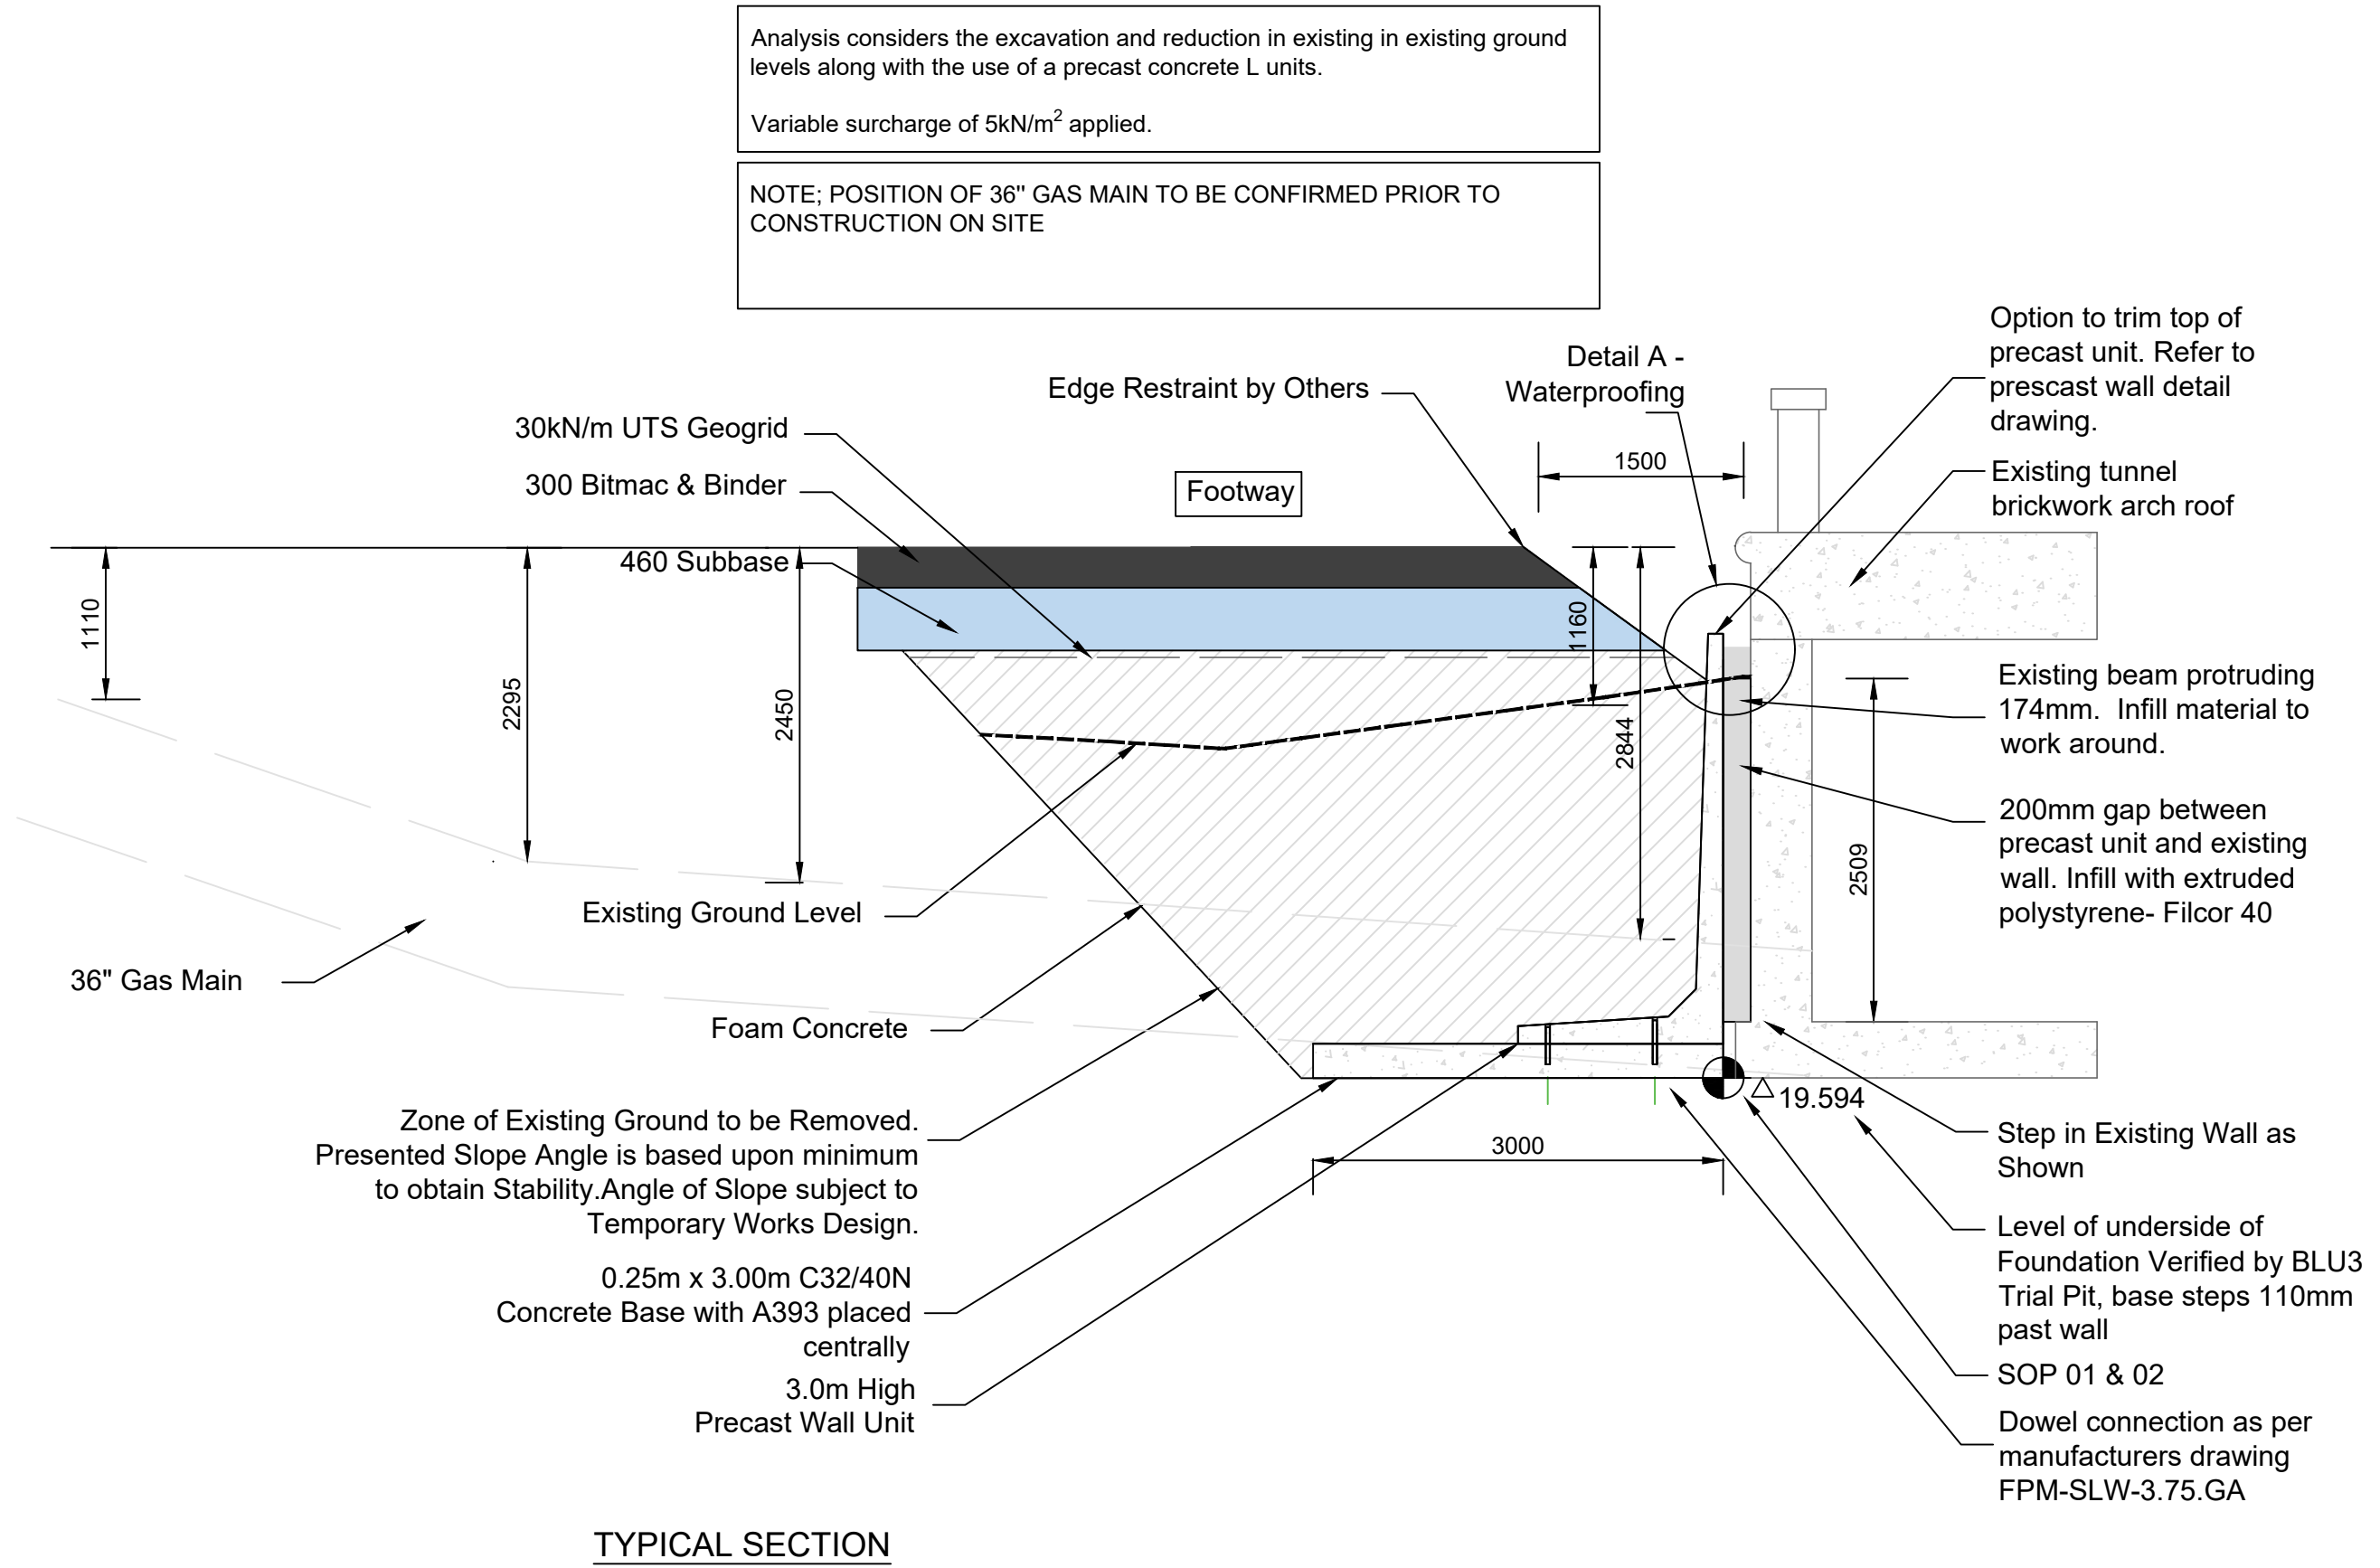 Analysis considers the excavation and reduction in existing in existing ground
levels along with the use of a precast concrete L units.
Variable surcharge of 5kN/m² applied.
NOTE; POSITION OF 36" GAS MAIN TO BE CONFIRMED PRIOR TO
CONSTRUCTION ON SITE
Option to trim top of
precast unit. Refer to
prescast wall detail
drawing.
Detail A -
Waterproofing
Edge Restraint by Others
30kN/m UTS Geogrid
300 Bitmac & Binder
Footway
1500
Existing tunnel
brickwork arch roof
460 Subbase
1110
2295
2450
1160
2844
Existing beam protruding
174mm. Infill material to
work around.
200mm gap between
precast unit and existing
wall. Infill with extruded
polystyrene- Filcor 40
2509
Existing Ground Level
36" Gas Main
Foam Concrete
19.594
Zone of Existing Ground to be Removed.
Presented Slope Angle is based upon minimum
to obtain Stability.Angle of Slope subject to
Temporary Works Design.
3000
Step in Existing Wall as
Shown
Level of underside of
Foundation Verified by BLU3
Trial Pit, base steps 110mm
past wall
0.25m x 3.00m C32/40N
Concrete Base with A393 placed
centrally
SOP 01 & 02
3.0m High
Precast Wall Unit
Dowel connection as per
manufacturers drawing
FPM-SLW-3.75.GA
TYPICAL SECTION